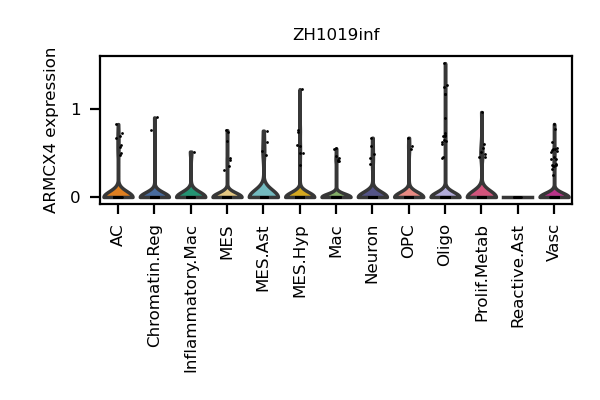 ZH1019inf
ARMCX4 expression
1
0
AC
Chromatin.Reg
Inflammatory.Mac
MES
MES.Ast
MES.Hyp
Mac
Neuron
OPC
Oligo
Prolif.Metab
Reactive.Ast
Vasc